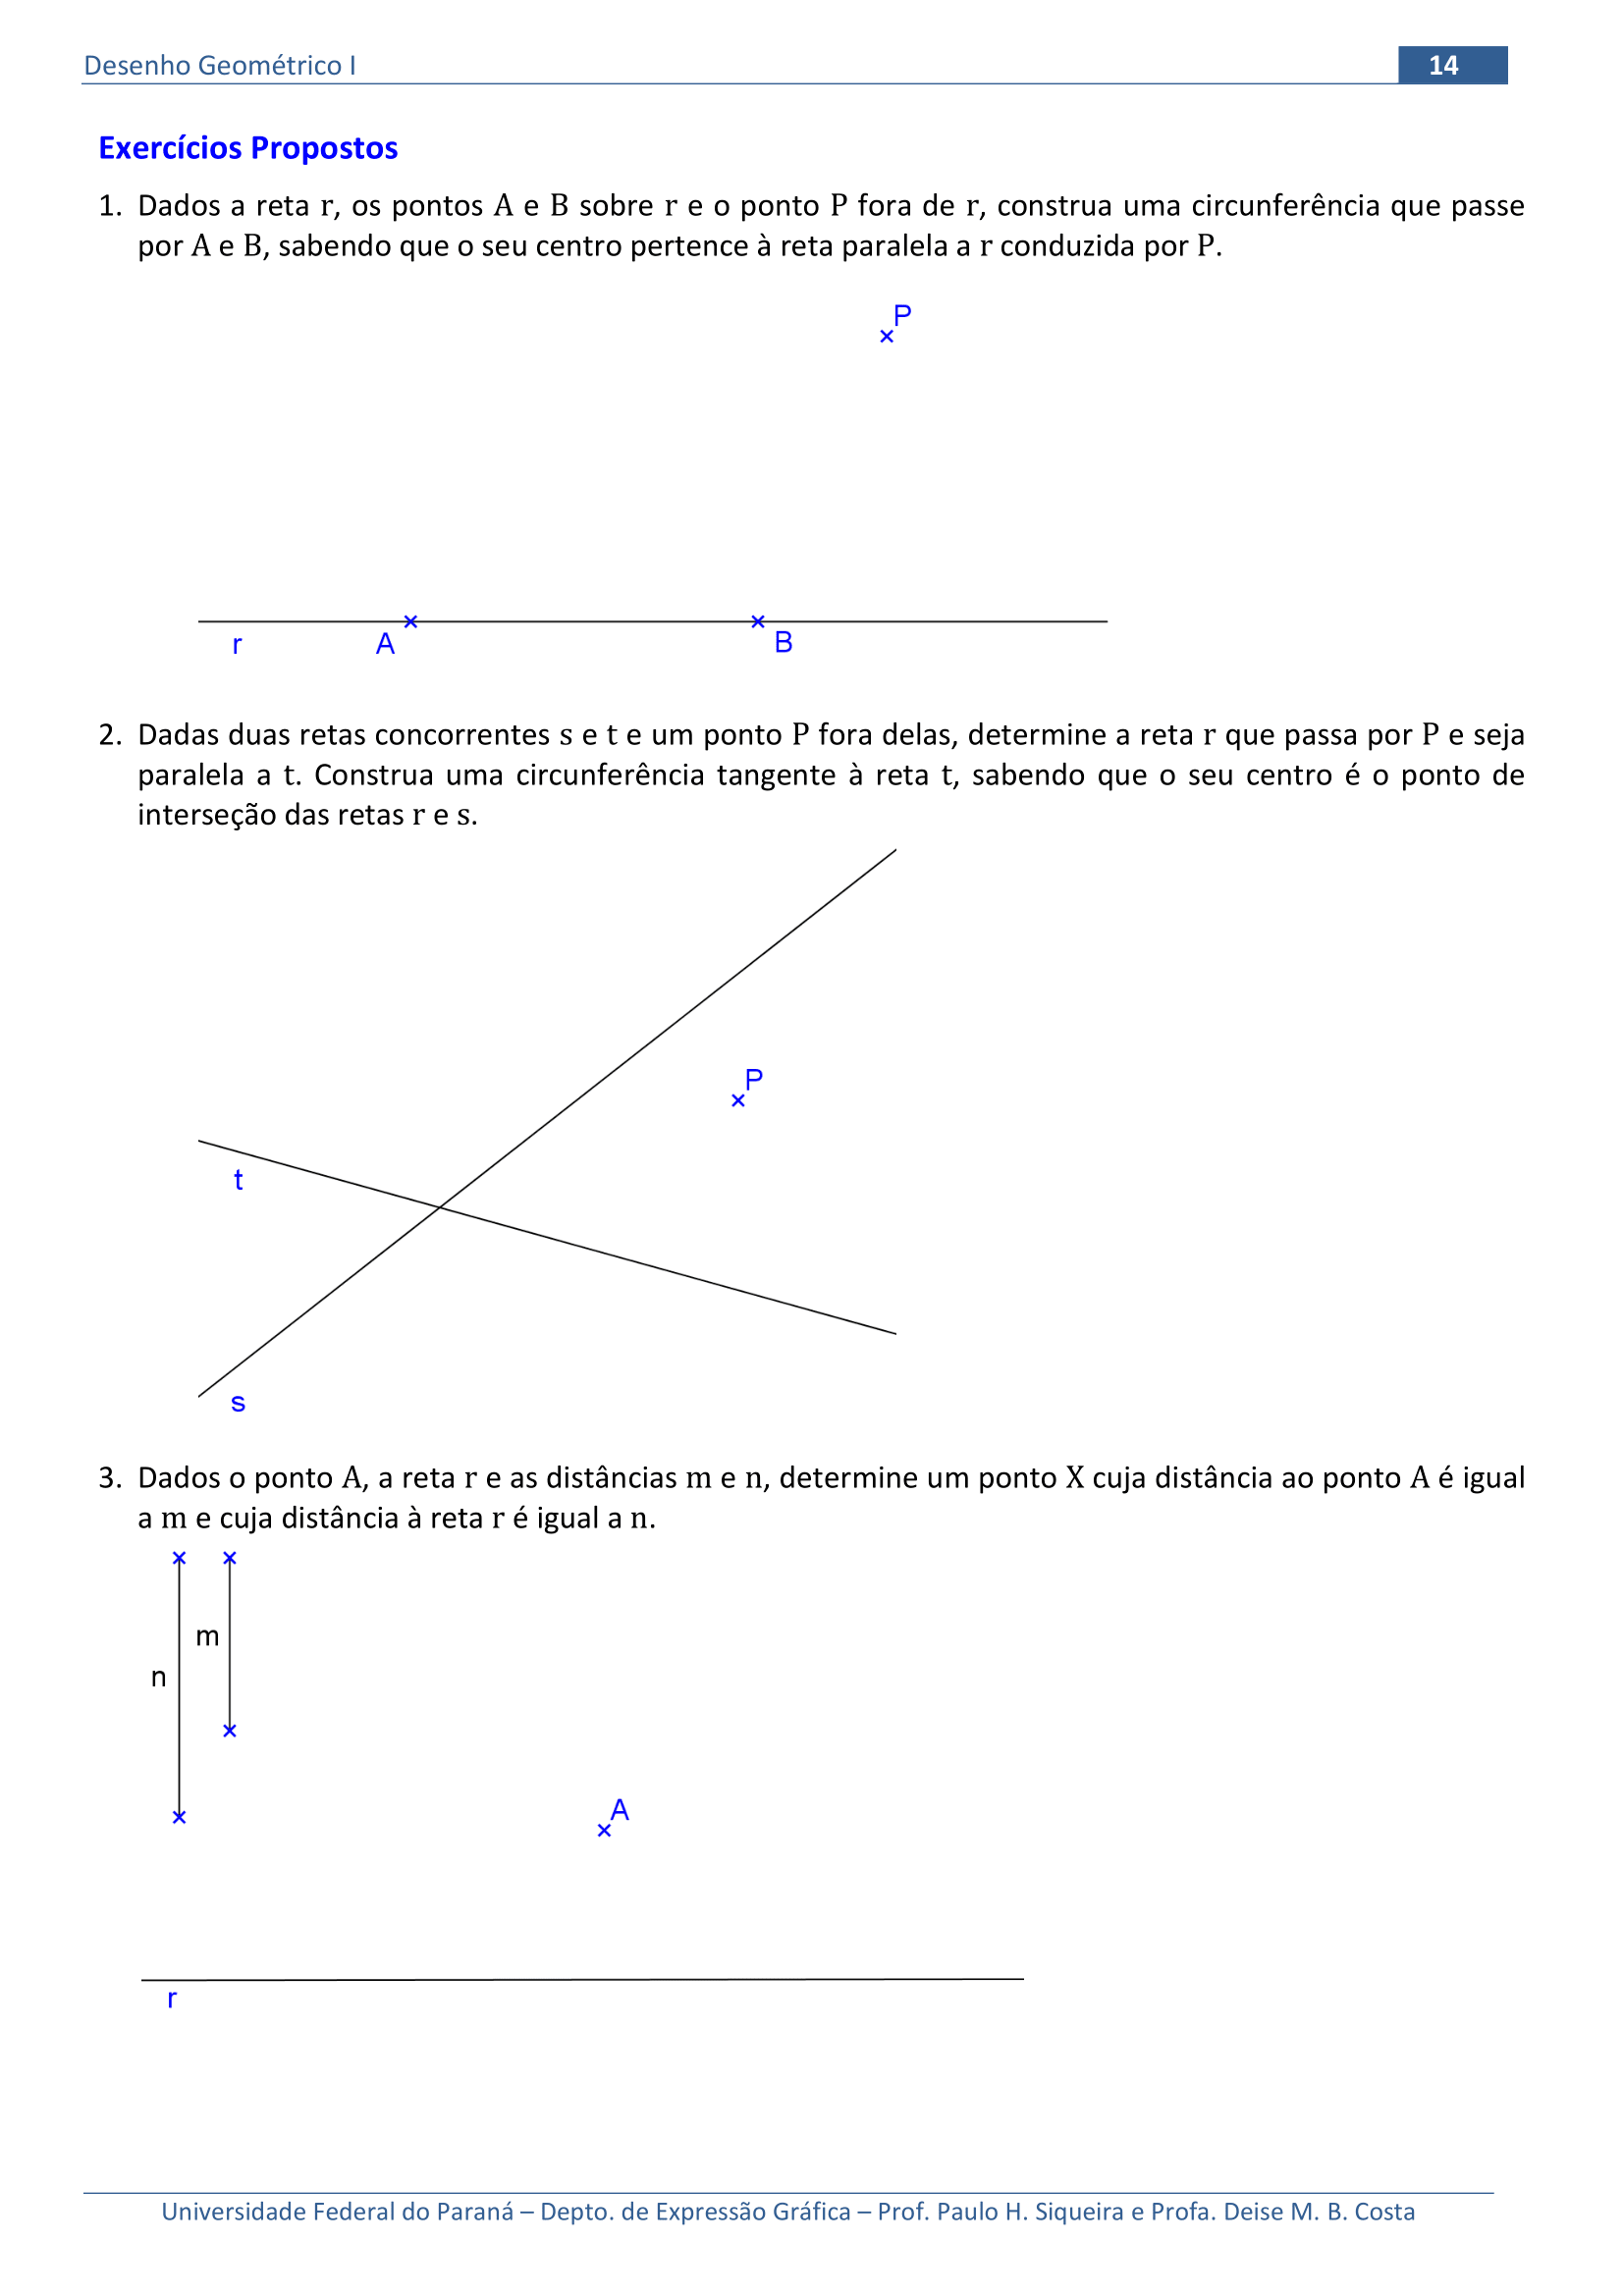 Desenho Geométrico I
14
Exercícios Propostos
1. Dados a reta r, os pontos A e B sobre r e o ponto P fora de r, construa uma circunferência que passe
por A e B, sabendo que o seu centro pertence à reta paralela a r conduzida por P.
P
r
A
B
2. Dadas duas retas concorrentes s e t e um ponto P fora delas, determine a reta r que passa por P e seja
paralela a t. Construa uma circunferência tangente à reta t, sabendo que o seu centro é o ponto de
interseção das retas r e s.
P
t
s
3. Dados o ponto A, a reta r e as distâncias m e n, determine um ponto X cuja distância ao ponto A é igual
a m e cuja distância à reta r é igual a n.
m
n
A
r
Universidade Federal do Paraná – Depto. de Expressão Gráfica – Prof. Paulo H. Siqueira e Profa. Deise M. B. Costa